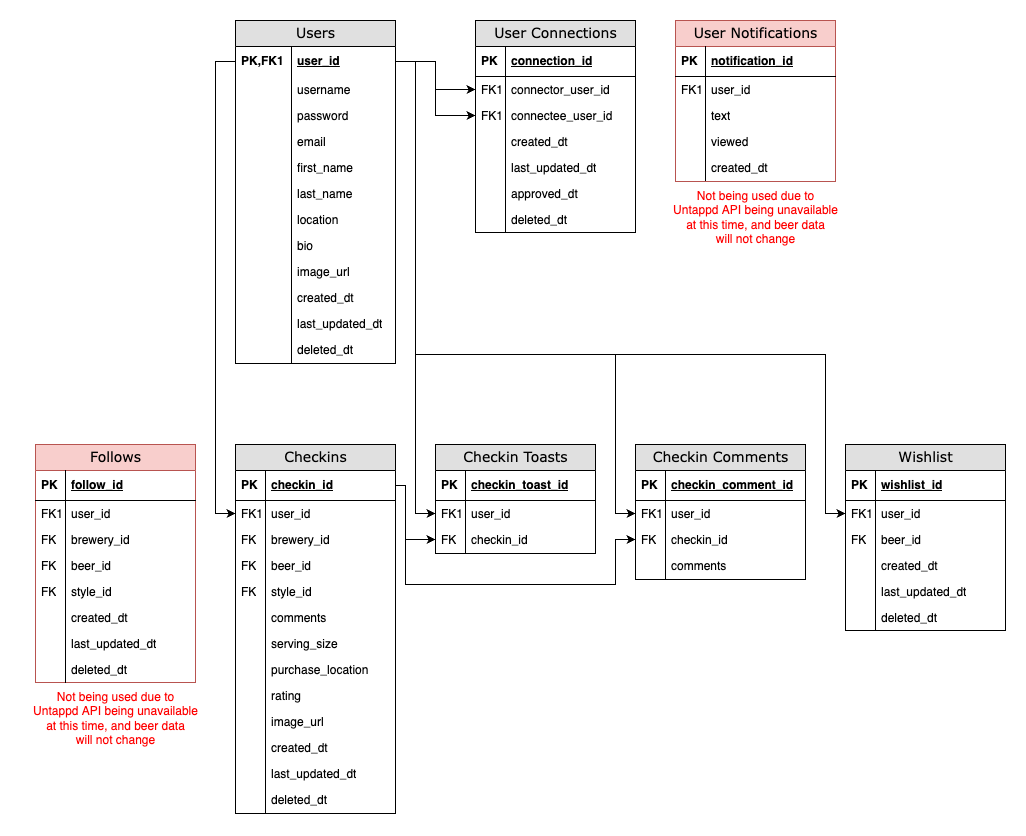 Users
PK,FK1 user_id
username
password
email
first_name
last_name
location
bio
image_url
created_dt
last_updated_dt
deleted_dt
User Connections
PK connection_id
FK1 connector_user_id
FK1 connectee_user_id
created_dt
last_updated_dt
approved_dt
deleted_dt
User Notifications
PK notification_id
FK1 user_id
text
viewed
created_dt
Not being used due to
Untappd API being unavailable
at this time, and beer data
will not change
Follows
PK follow_id
FK1 user_id
FK brewery_id
FK beer_id
FK style_id
created_dt
last_updated_dt
deleted_dt
Not being used due to
Untappd API being unavailable
at this time, and beer data
will not change
Checkins
PK checkin_id
FK1 user_id
FK brewery_id
FK beer_id
FK style_id
comments
serving_size
purchase_location
rating
image_url
created_dt
last_updated_dt
deleted_dt
Checkin Toasts
PK checkin_toast_id
FK1 user_id
FK checkin_id
Checkin Comments
PK checkin_comment_id
FK1 user_id
FK checkin_id
comments
Wishlist
PK wishlist_id
FK1 user_id
FK beer_id
created_dt
last_updated_dt
deleted_dt